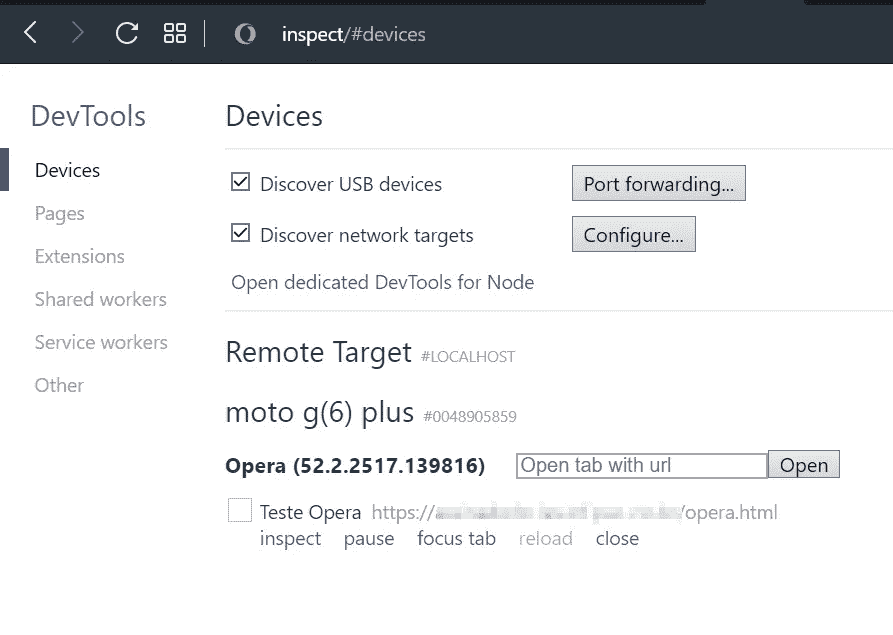 inspect/#devices
DevTools
Devices
Pages
Extensions
Shared workers
Service workers
Other
Devices
Discover USB devices Port forwarding...
Discover network targets Configure...
Open dedicated DevTools for Node
Remote Target #LOCALHOST
moto g(6) plus #0048905859
Opera (52.2.2517.139816) Open tab with url Open
Teste Opera https:// /opera.html
inspect pause focus tab reload close